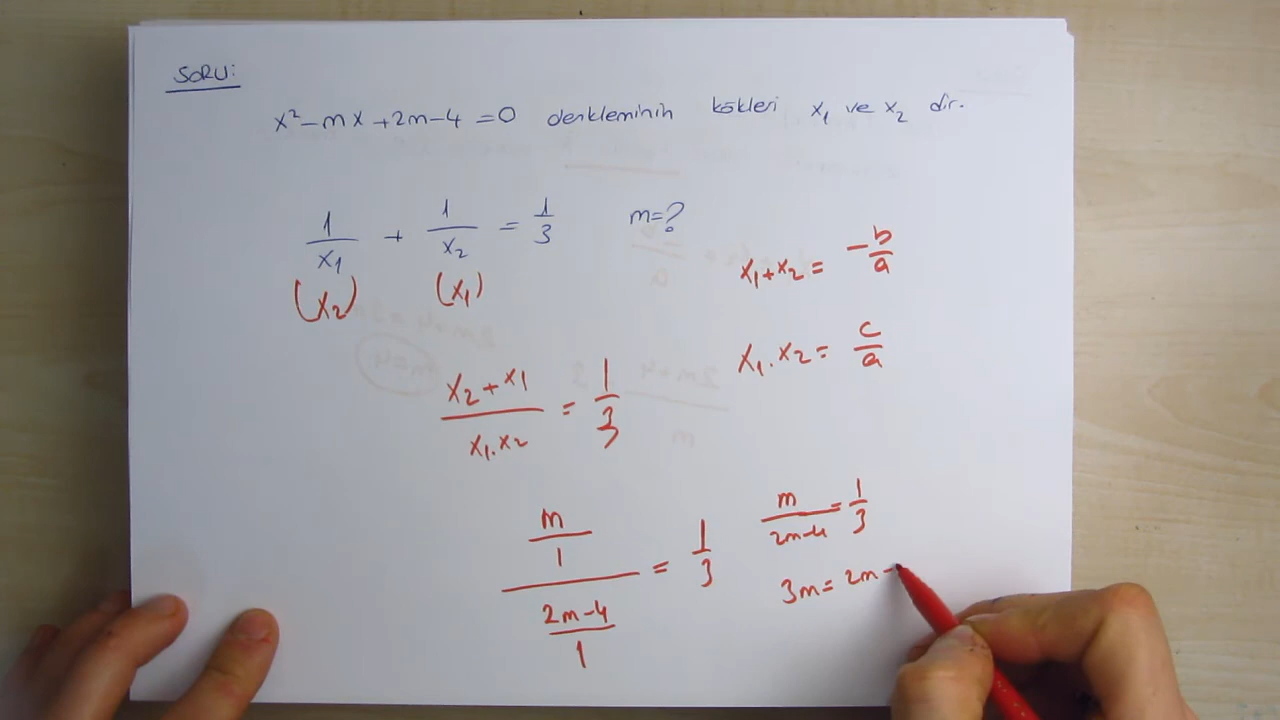 SORU:
x² - mx + 2m - 4 = 0 denkleminin kökleri x₁ ve x₂ dir.
1/x₁ + 1/x₂ = 1/3 m = ?
(x₂) (x₁)
x₁ + x₂ = -b/a
x₁ . x₂ = c/a
(x₂ + x₁)/(x₁ . x₂) = 1/3
(m/1)/((2m-4)/1) = 1/3
m/(2m-4) = 1/3
3m = 2m -